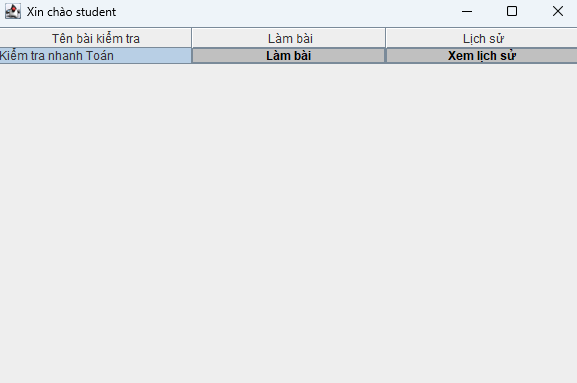 Xin chào student
Tên bài kiểm tra Làm bài Lịch sử
Kiểm tra nhanh Toán Làm bài Xem lịch sử